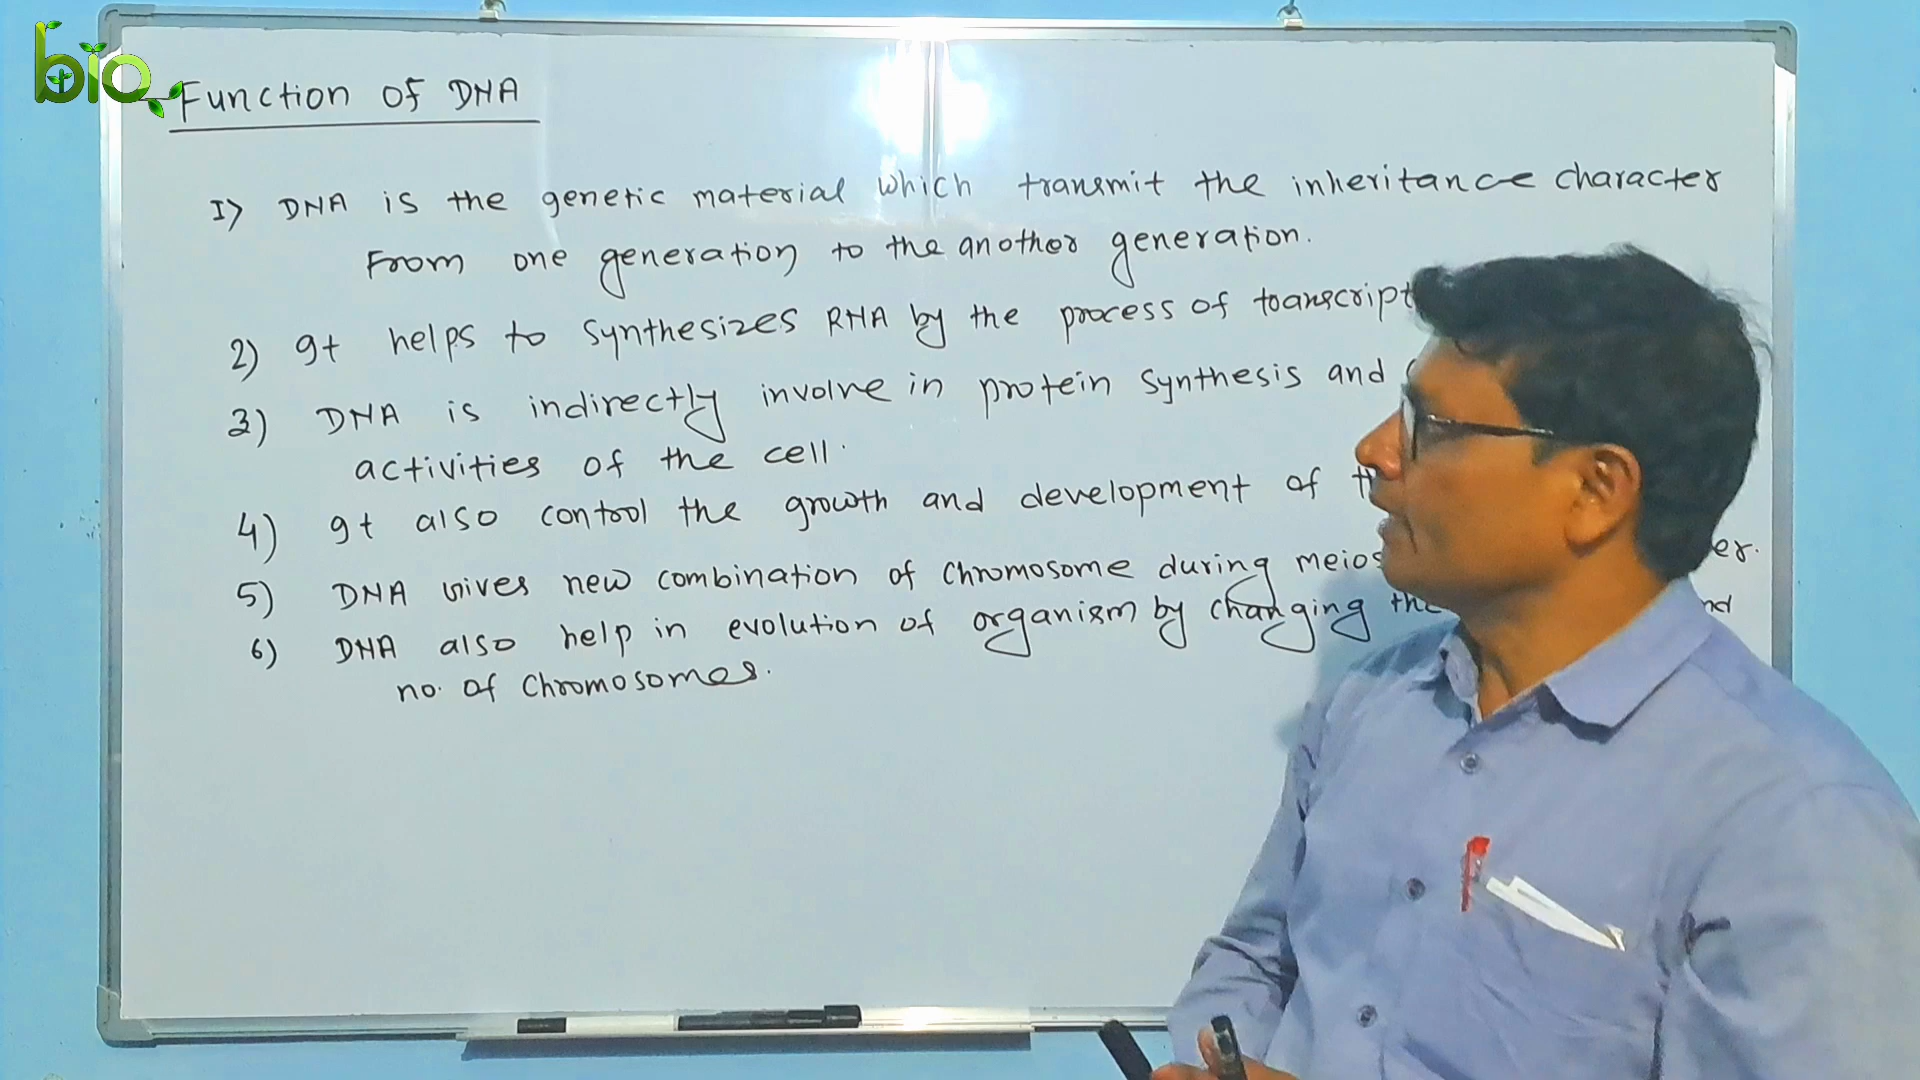 bio
Function of DNA
1) DNA is the genetic material which transmit the inheritance character
From one generation to the another generation.
2) It helps to synthesizes RNA by the process of transcript
3) DNA is indirectly involve in protein synthesis and
activities of the cell.
4) It also control the growth and development of
5) DNA gives new combination of chromosome during meios er.
6) DNA also help in evolution of organism by changing the nd
no. of chromosomes.